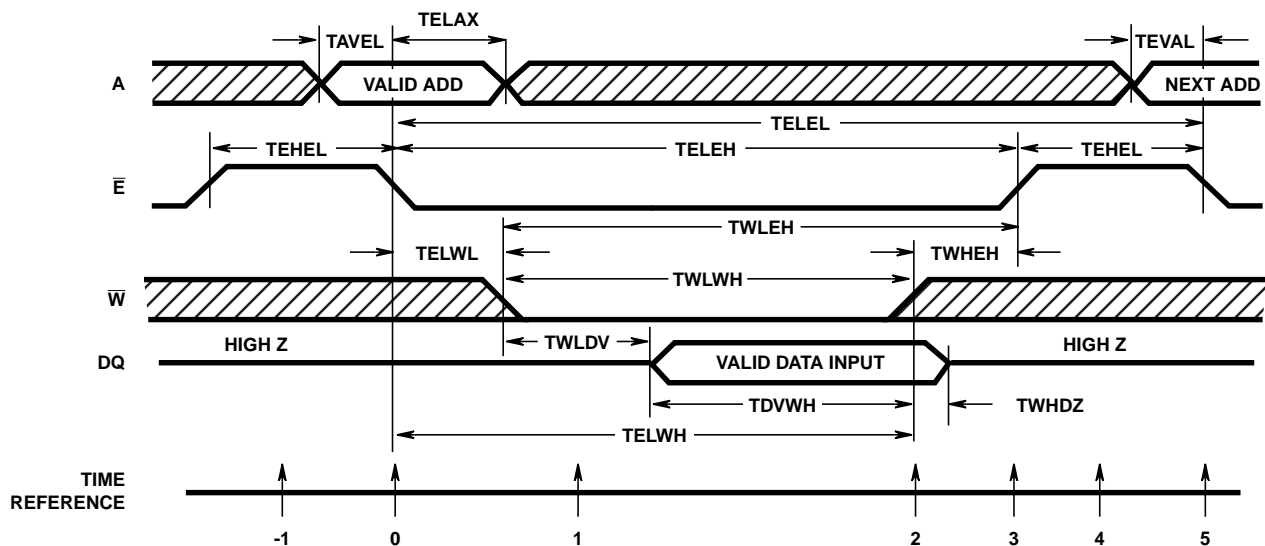 TELAX
TAVEL
TEVAL
A
VALID ADD
NEXT ADD
TELEL
TEHEL
TELEH
TEHEL
E̅
TWLEH
TELWL
TWHEH
TWLWH
W̅
HIGH Z
TWLDV
HIGH Z
DQ
VALID DATA INPUT
TDVWH
TWHDZ
TELWH
TIME
REFERENCE
-1 0 1 2 3 4 5